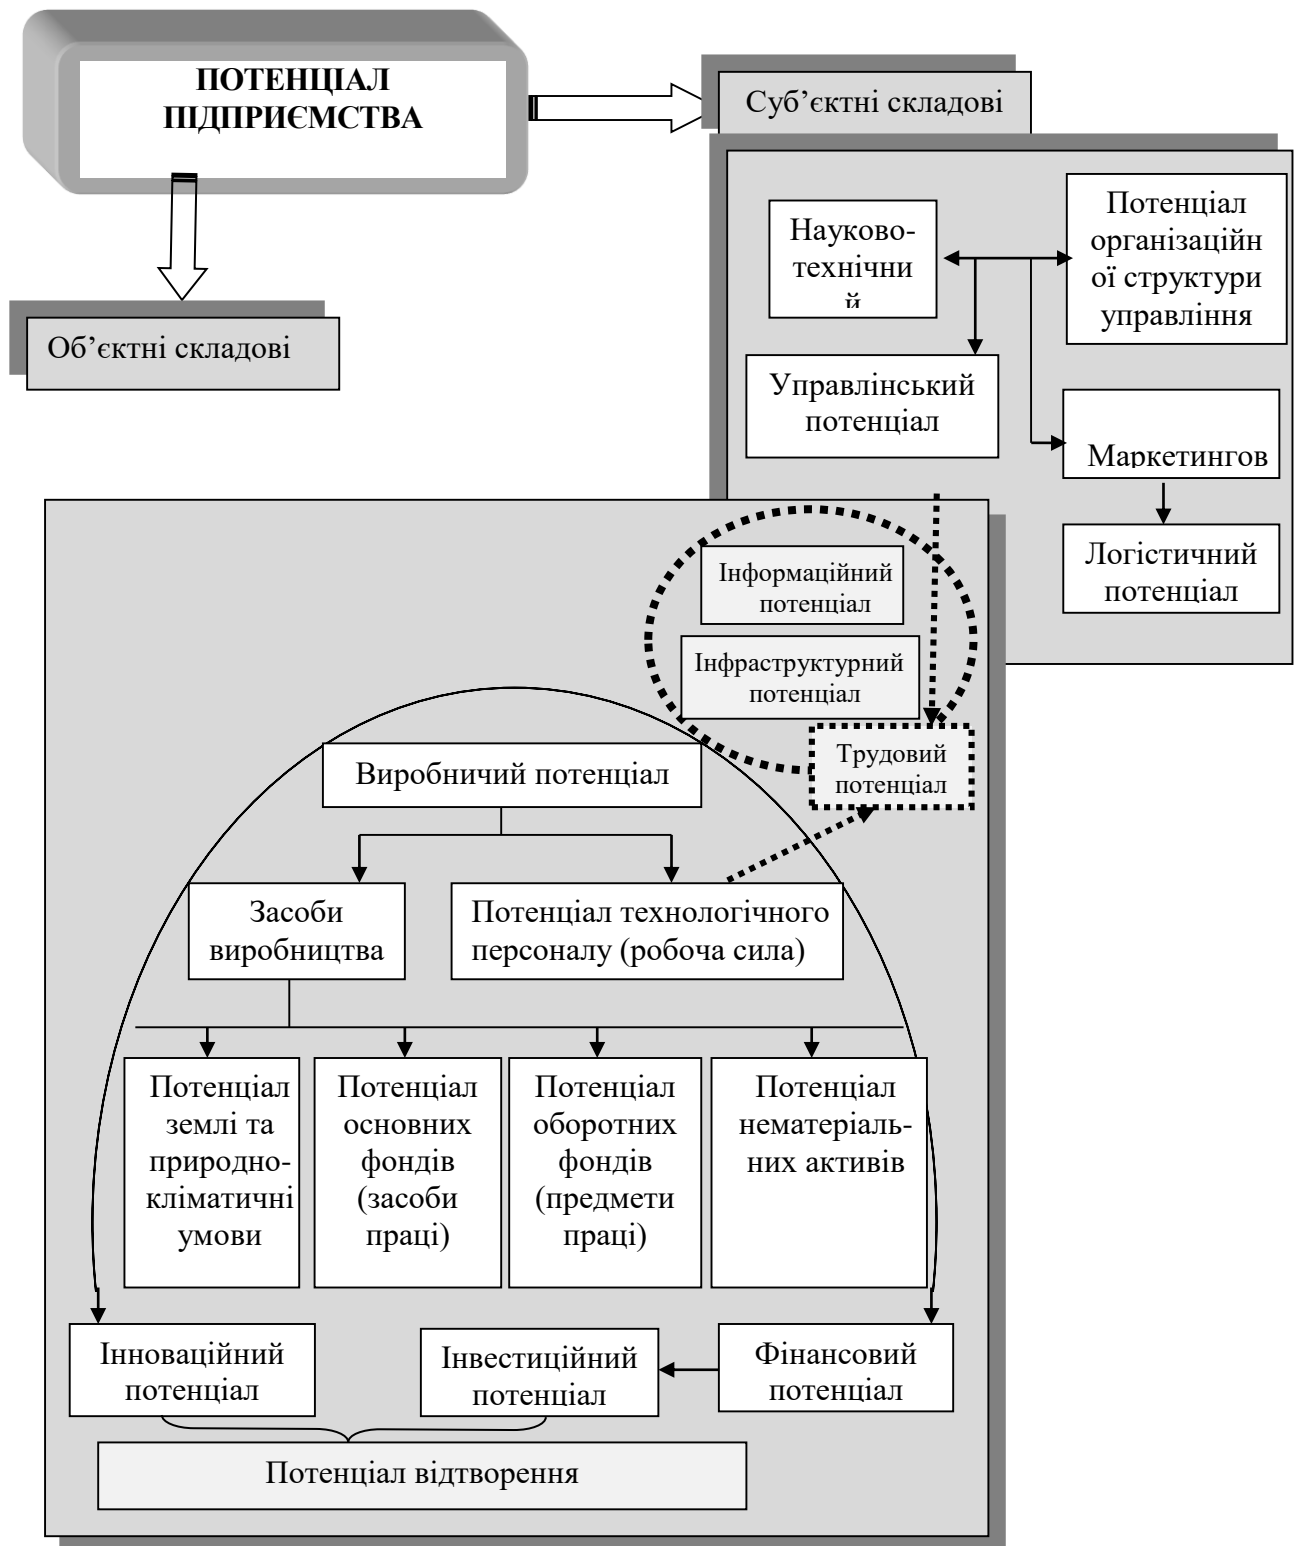 ПОТЕНЦІАЛ
ПІДПРИЄМСТВА
Суб’єктні складові
Об’єктні складові
Науково-
технічни
й
Потенціал
організаційн
ої структури
управління
Управлінський
потенціал
Маркетингов
Логістичний
потенціал
Інформаційний
потенціал
Інфраструктурний
потенціал
Трудовий
потенціал
Виробничий потенціал
Засоби
виробництва
Потенціал технологічного
персоналу (робоча сила)
Потенціал
землі та
природно-
кліматичні
умови
Потенціал
основних
фондів
(засоби
праці)
Потенціал
оборотних
фондів
(предмети
праці)
Потенціал
нематеріаль-
них активів
Інноваційний
потенціал
Інвестиційний
потенціал
Фінансовий
потенціал
Потенціал відтворення